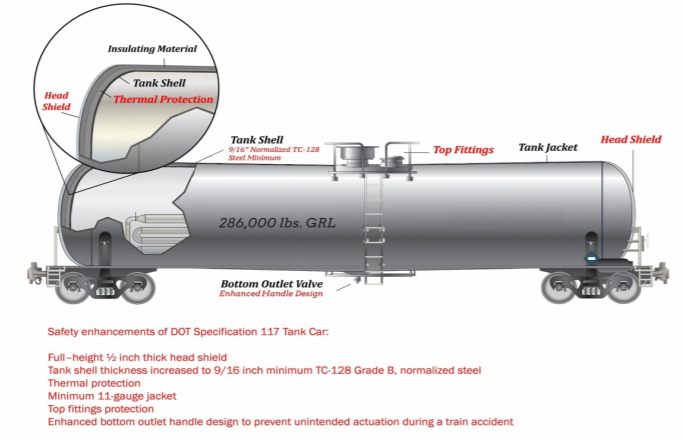 Insulating Material
Tank Shell
Thermal Protection
Head
Shield
Tank Shell
9/16" Normalized TC-128
Steel Minimum
Top Fittings
Tank Jacket
Head Shield
286,000 lbs. GRL
Bottom Outlet Valve
Enhanced Handle Design
Safety enhancements of DOT Specification 117 Tank Car:
Full-height ½ inch thick head shield
Tank shell thickness increased to 9/16 inch minimum TC-128 Grade B, normalized steel
Thermal protection
Minimum 11-gauge jacket
Top fittings protection
Enhanced bottom outlet handle design to prevent unintended actuation during a train accident